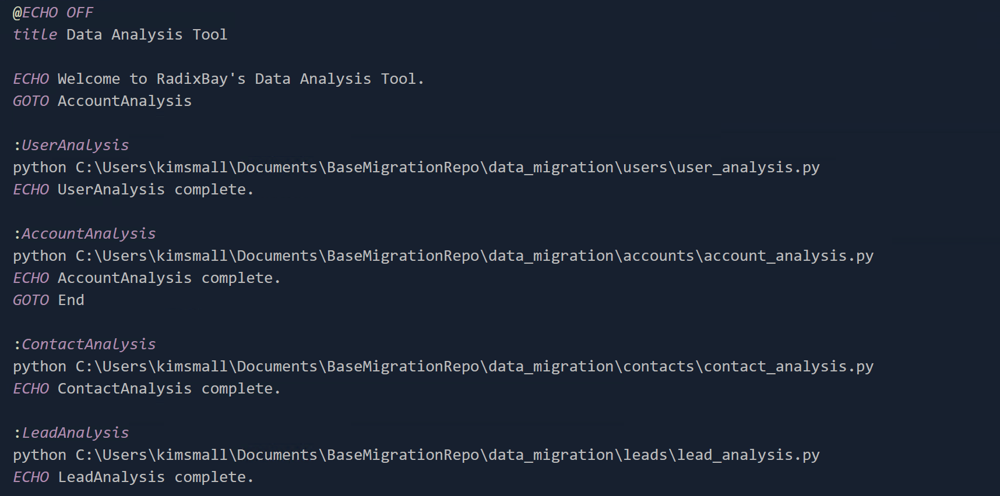 @ECHO OFF
title Data Analysis Tool
ECHO Welcome to RadixBay's Data Analysis Tool.
GOTO AccountAnalysis
:UserAnalysis
python C:\Users\kimsmall\Documents\BaseMigrationRepo\data_migration\users\user_analysis.py
ECHO UserAnalysis complete.
:AccountAnalysis
python C:\Users\kimsmall\Documents\BaseMigrationRepo\data_migration\accounts\account_analysis.py
ECHO AccountAnalysis complete.
GOTO End
:ContactAnalysis
python C:\Users\kimsmall\Documents\BaseMigrationRepo\data_migration\contacts\contact_analysis.py
ECHO ContactAnalysis complete.
:LeadAnalysis
python C:\Users\kimsmall\Documents\BaseMigrationRepo\data_migration\leads\lead_analysis.py
ECHO LeadAnalysis complete.